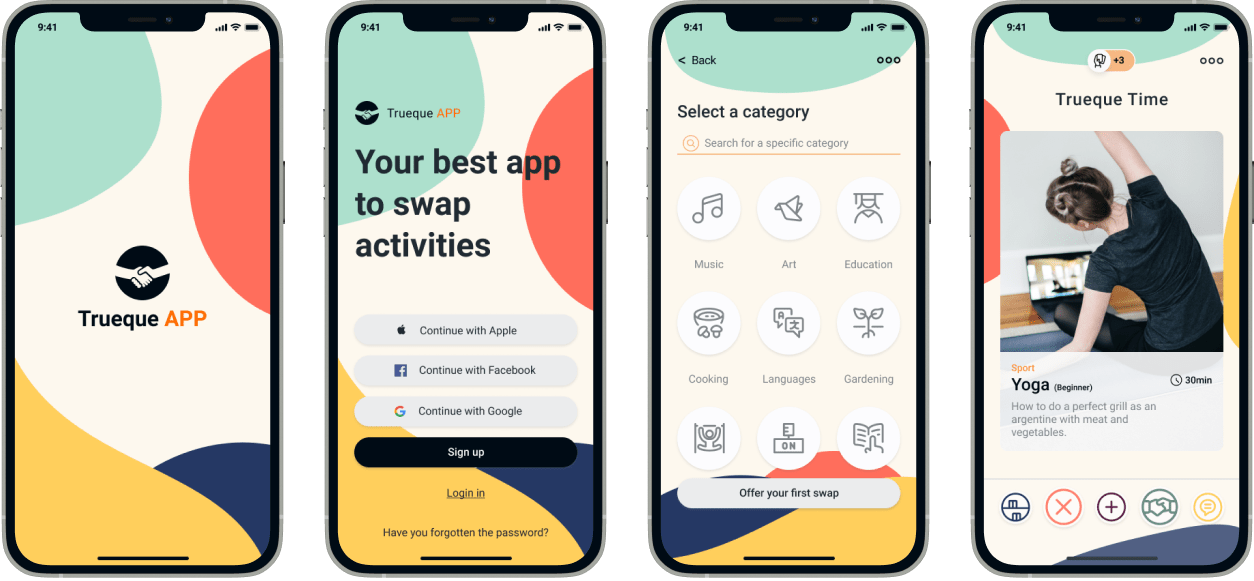 9:41
Trueque APP
9:41
Trueque APP
Your best app
to swap
activities
Continue with Apple
Continue with Facebook
Continue with Google
Sign up
Login in
Have you forgotten the password?
9:41
< Back
Select a category
Search for a specific category
Music
Art
Education
Cooking
Languages
Gardening
E
ON
Offer your first swap
9:41
+3
Trueque Time
Sport
Yoga (Beginner)
30min
How to do a perfect grill as an
argentine with meat and
vegetables.